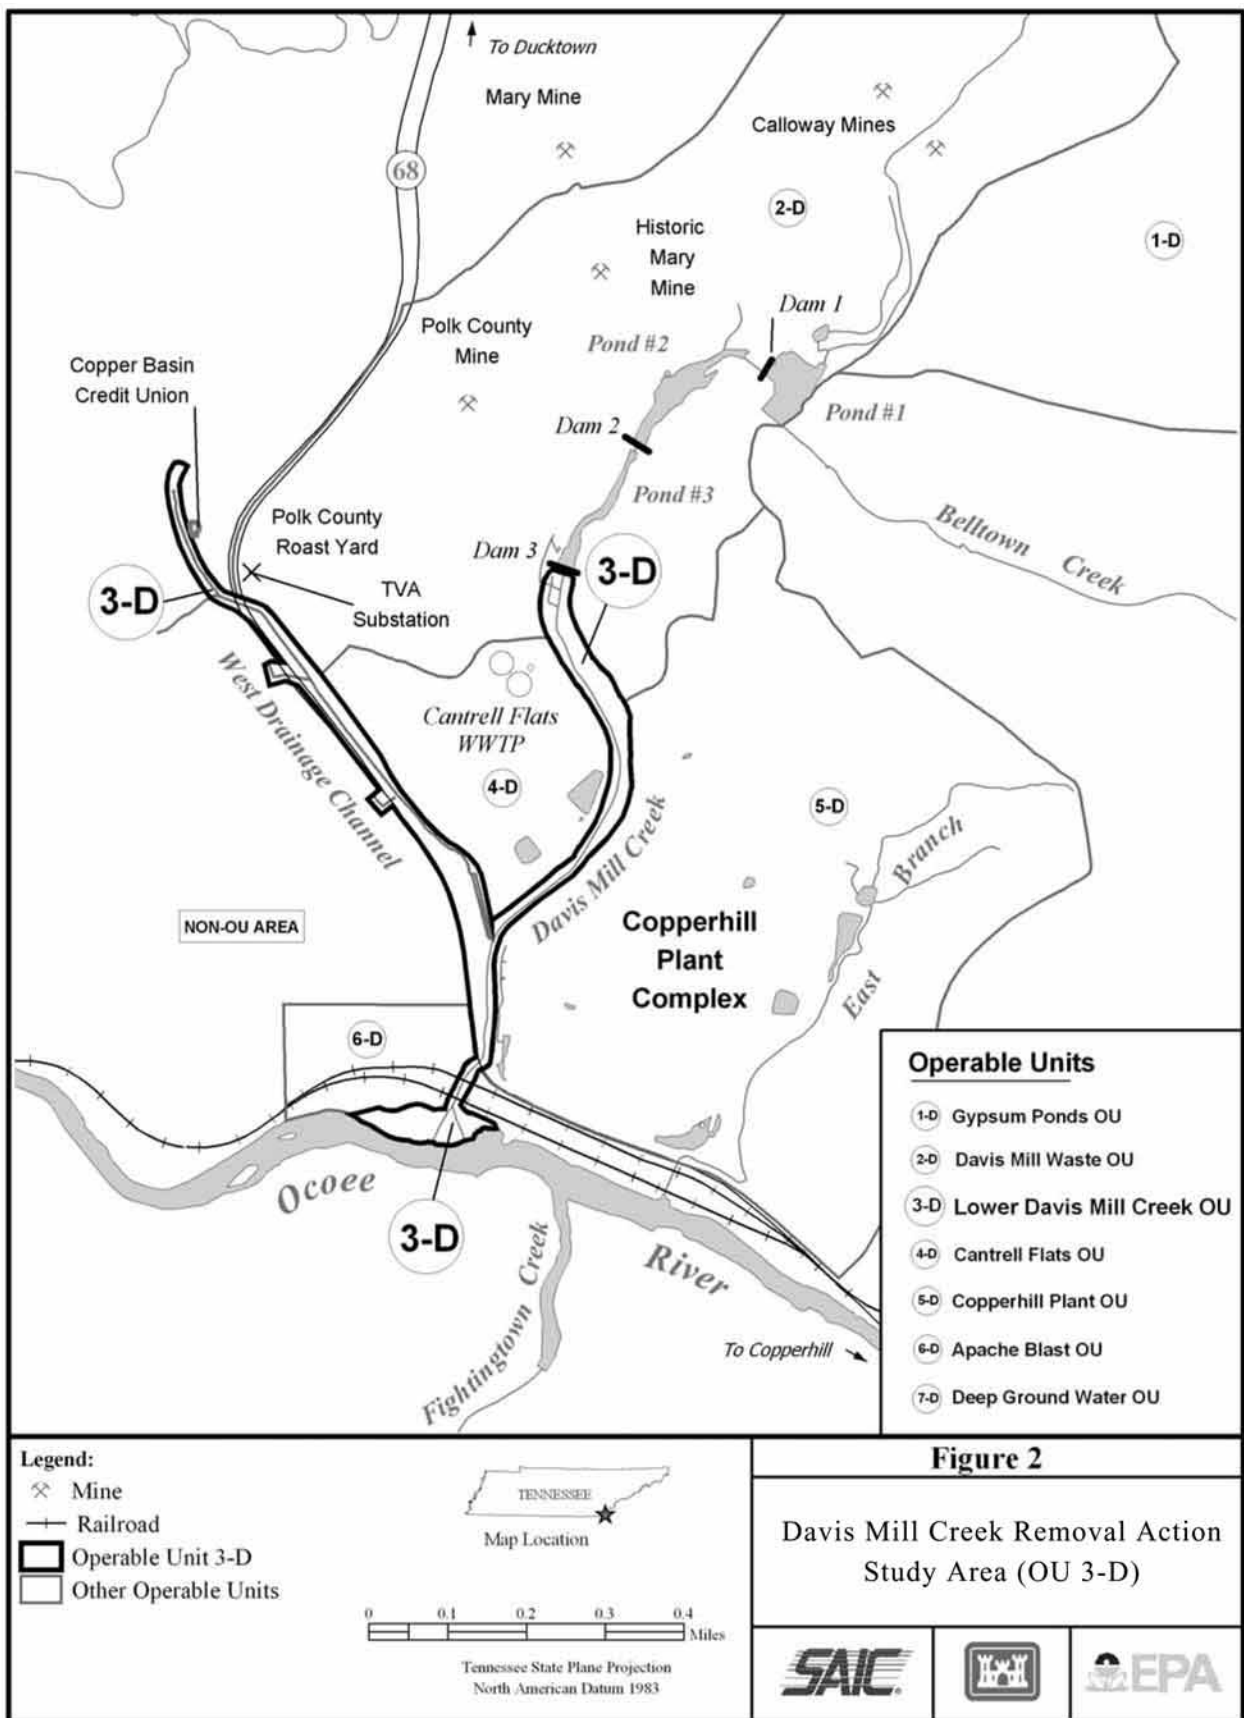 To Ducktown
Mary Mine
Calloway Mines
68
2-D
1-D
Historic
Mary
Mine
Dam 1
Polk County
Mine
Pond #2
Copper Basin
Credit Union
Pond #1
Dam 2
Pond #3
Polk County
Roast Yard
Belltown
Creek
Dam 3
3-D
3-D
TVA
Substation
West Drainage Channel
Cantrell Flats
WWTP
4-D
5-D
Davis Mill Creek
Branch
East
Copperhill
Plant
Complex
NON-OU AREA
6-D
Ocoee
River
3-D
Fightingtown Creek
To Copperhill
Operable Units
1-D Gypsum Ponds OU
2-D Davis Mill Waste OU
3-D Lower Davis Mill Creek OU
4-D Cantrell Flats OU
5-D Copperhill Plant OU
6-D Apache Blast OU
7-D Deep Ground Water OU
Legend:
Mine
Railroad
Operable Unit 3-D
Other Operable Units
TENNESSEE
Map Location
0 0.1 0.2 0.3 0.4
Miles
Tennessee State Plane Projection
North American Datum 1983
Figure 2
Davis Mill Creek Removal Action
Study Area (OU 3-D)
SAIC
EPA